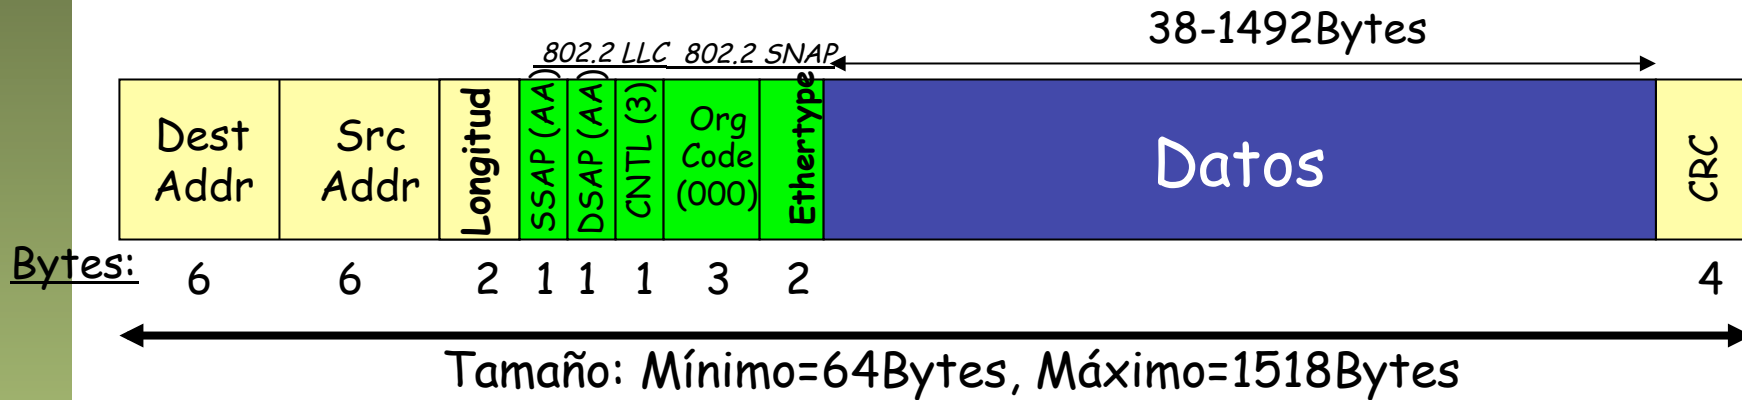 38-1492Bytes
802.2 LLC 802.2 SNAP
Dest
Addr
Src
Addr
Longitud
SSAP (AA)
DSAP (AA)
CNTL (3)
Org
Code
(000)
Ethertype
Datos
CRC
Bytes: 6 6 2 1 1 1 3 2 4
Tamaño: Mínimo=64Bytes, Máximo=1518Bytes